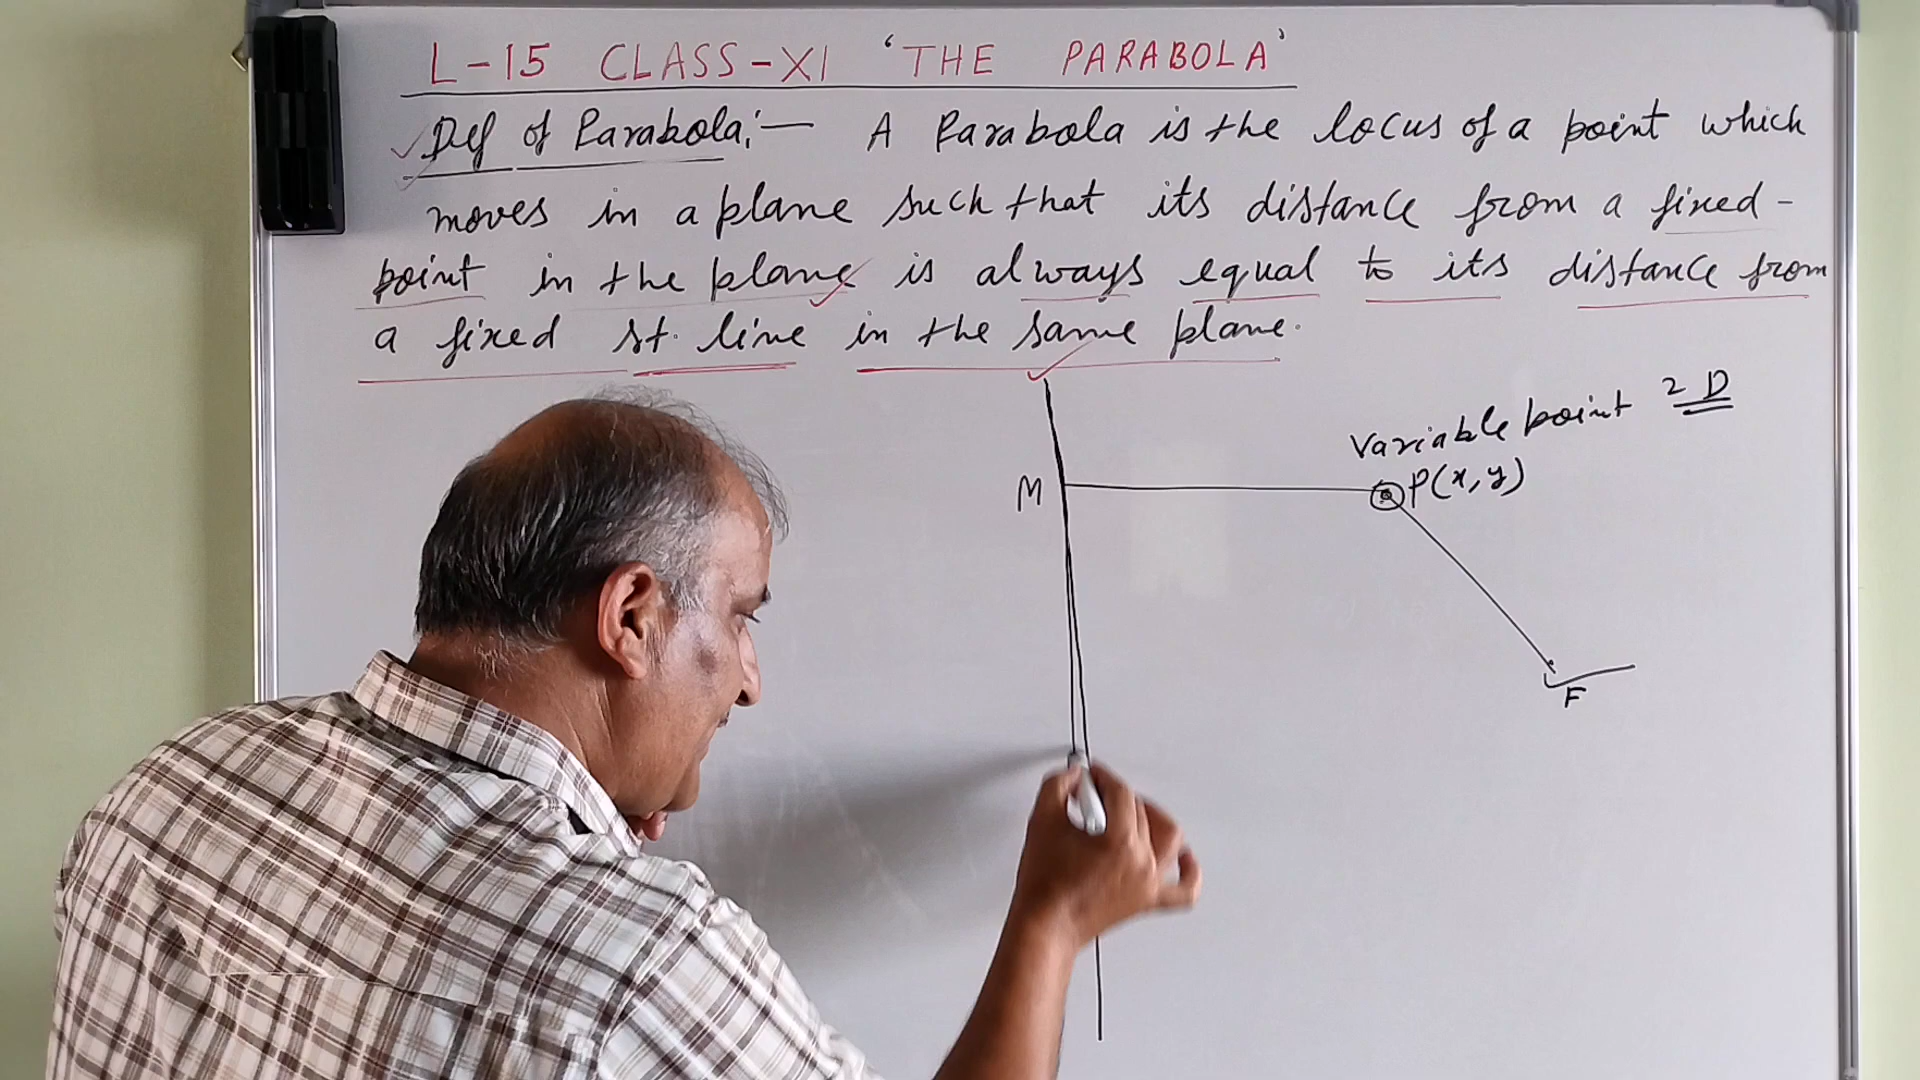 L-15 CLASS-XI 'THE PARABOLA'
Def of Parabola:— A Parabola is the locus of a point which
moves in a plane such that its distance from a fixed-
point in the plane is always equal to its distance from
a fixed st. line in the same plane.
Variable point 2D
M
P(x,y)
F